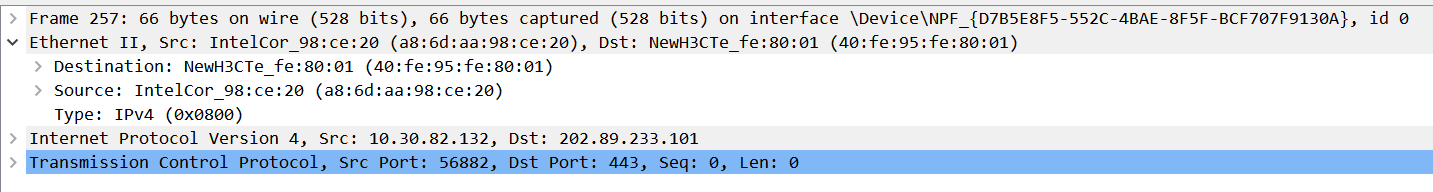 Frame 257: 66 bytes on wire (528 bits), 66 bytes captured (528 bits) on interface \Device\NPF_{D7B5E8F5-552C-4BAE-8F5F-BCF707F9130A}, id 0
Ethernet II, Src: IntelCor_98:ce:20 (a8:6d:aa:98:ce:20), Dst: NewH3CTe_fe:80:01 (40:fe:95:fe:80:01)
Destination: NewH3CTe_fe:80:01 (40:fe:95:fe:80:01)
Source: IntelCor_98:ce:20 (a8:6d:aa:98:ce:20)
Type: IPv4 (0x0800)
Internet Protocol Version 4, Src: 10.30.82.132, Dst: 202.89.233.101
Transmission Control Protocol, Src Port: 56882, Dst Port: 443, Seq: 0, Len: 0